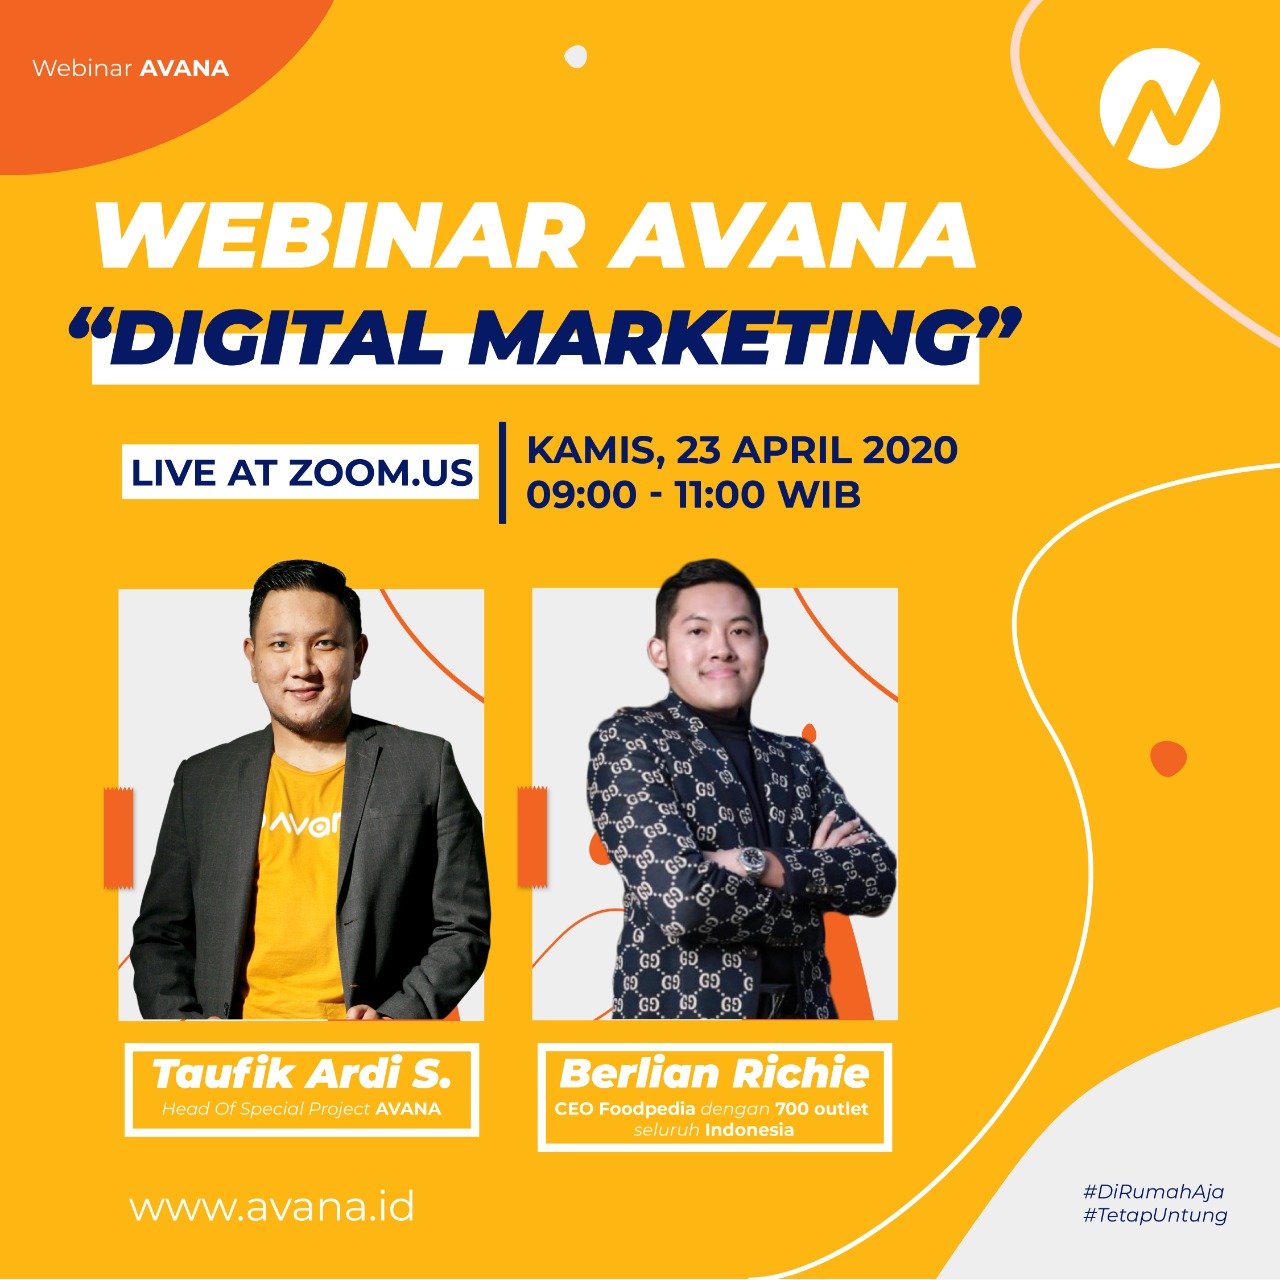 Webinar AVANA
WEBINAR AVANA
“DIGITAL MARKETING”
LIVE AT ZOOM.US
KAMIS, 23 APRIL 2020
09:00 - 11:00 WIB
Taufik Ardi S.
Head Of Special Project AVANA
Berlian Richie
CEO Foodpedia dengan 700 outlet
seluruh Indonesia
www.avana.id
#DiRumahAja
#TetapUntung